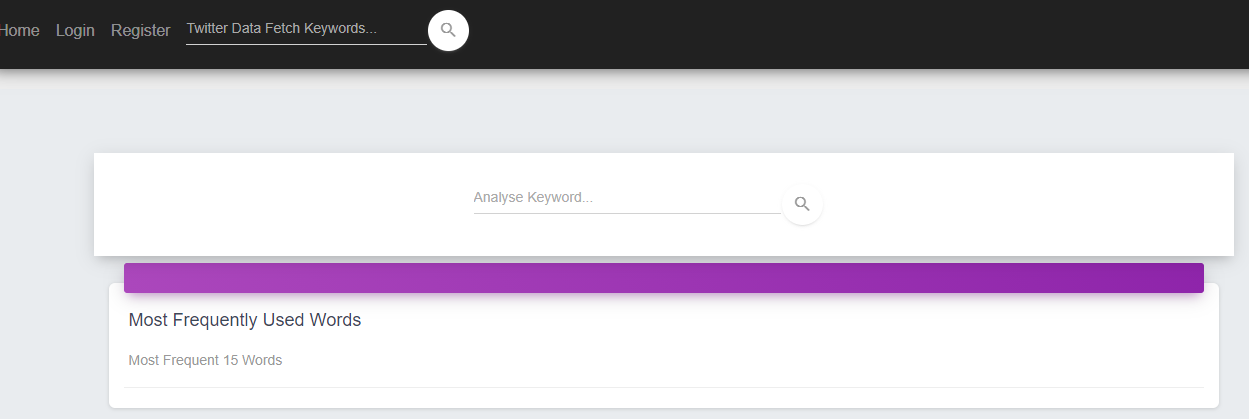 Home Login Register Twitter Data Fetch Keywords...
Analyse Keyword...
Most Frequently Used Words
Most Frequent 15 Words